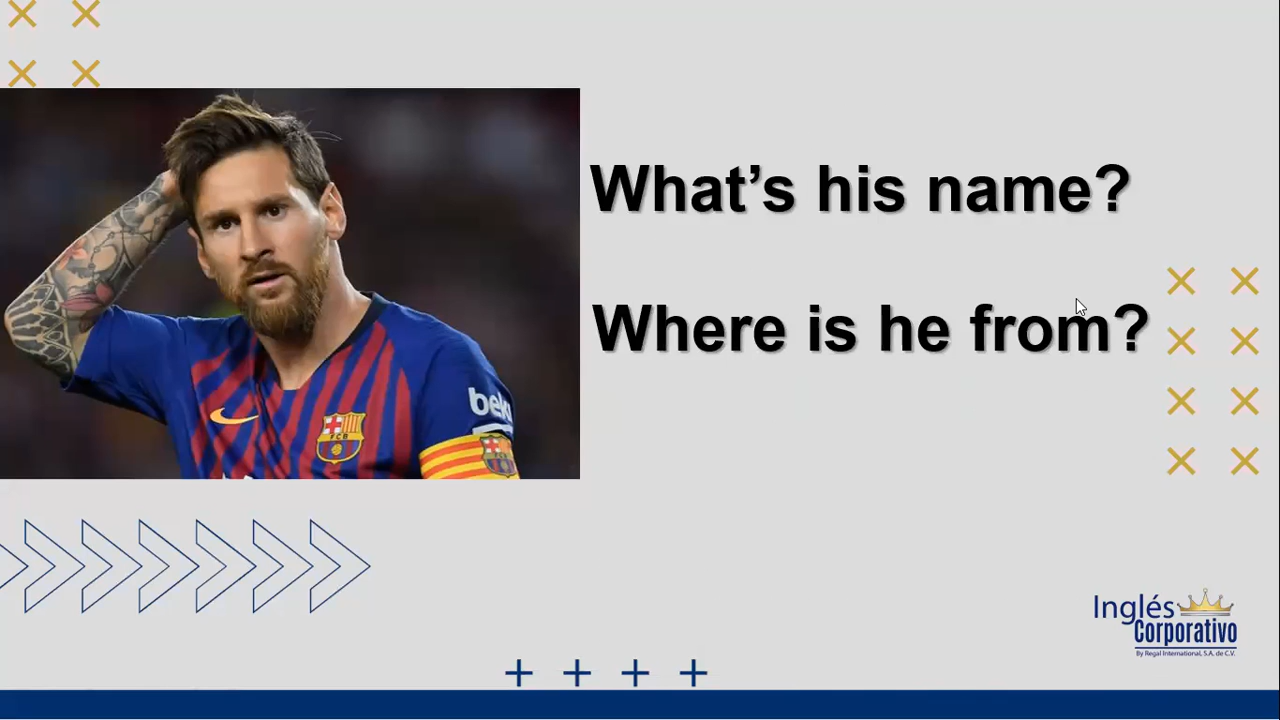 What's his name?
Where is he from?
beko
FCB
Inglés
Corporativo
By Regal International, S.A. de C.V.